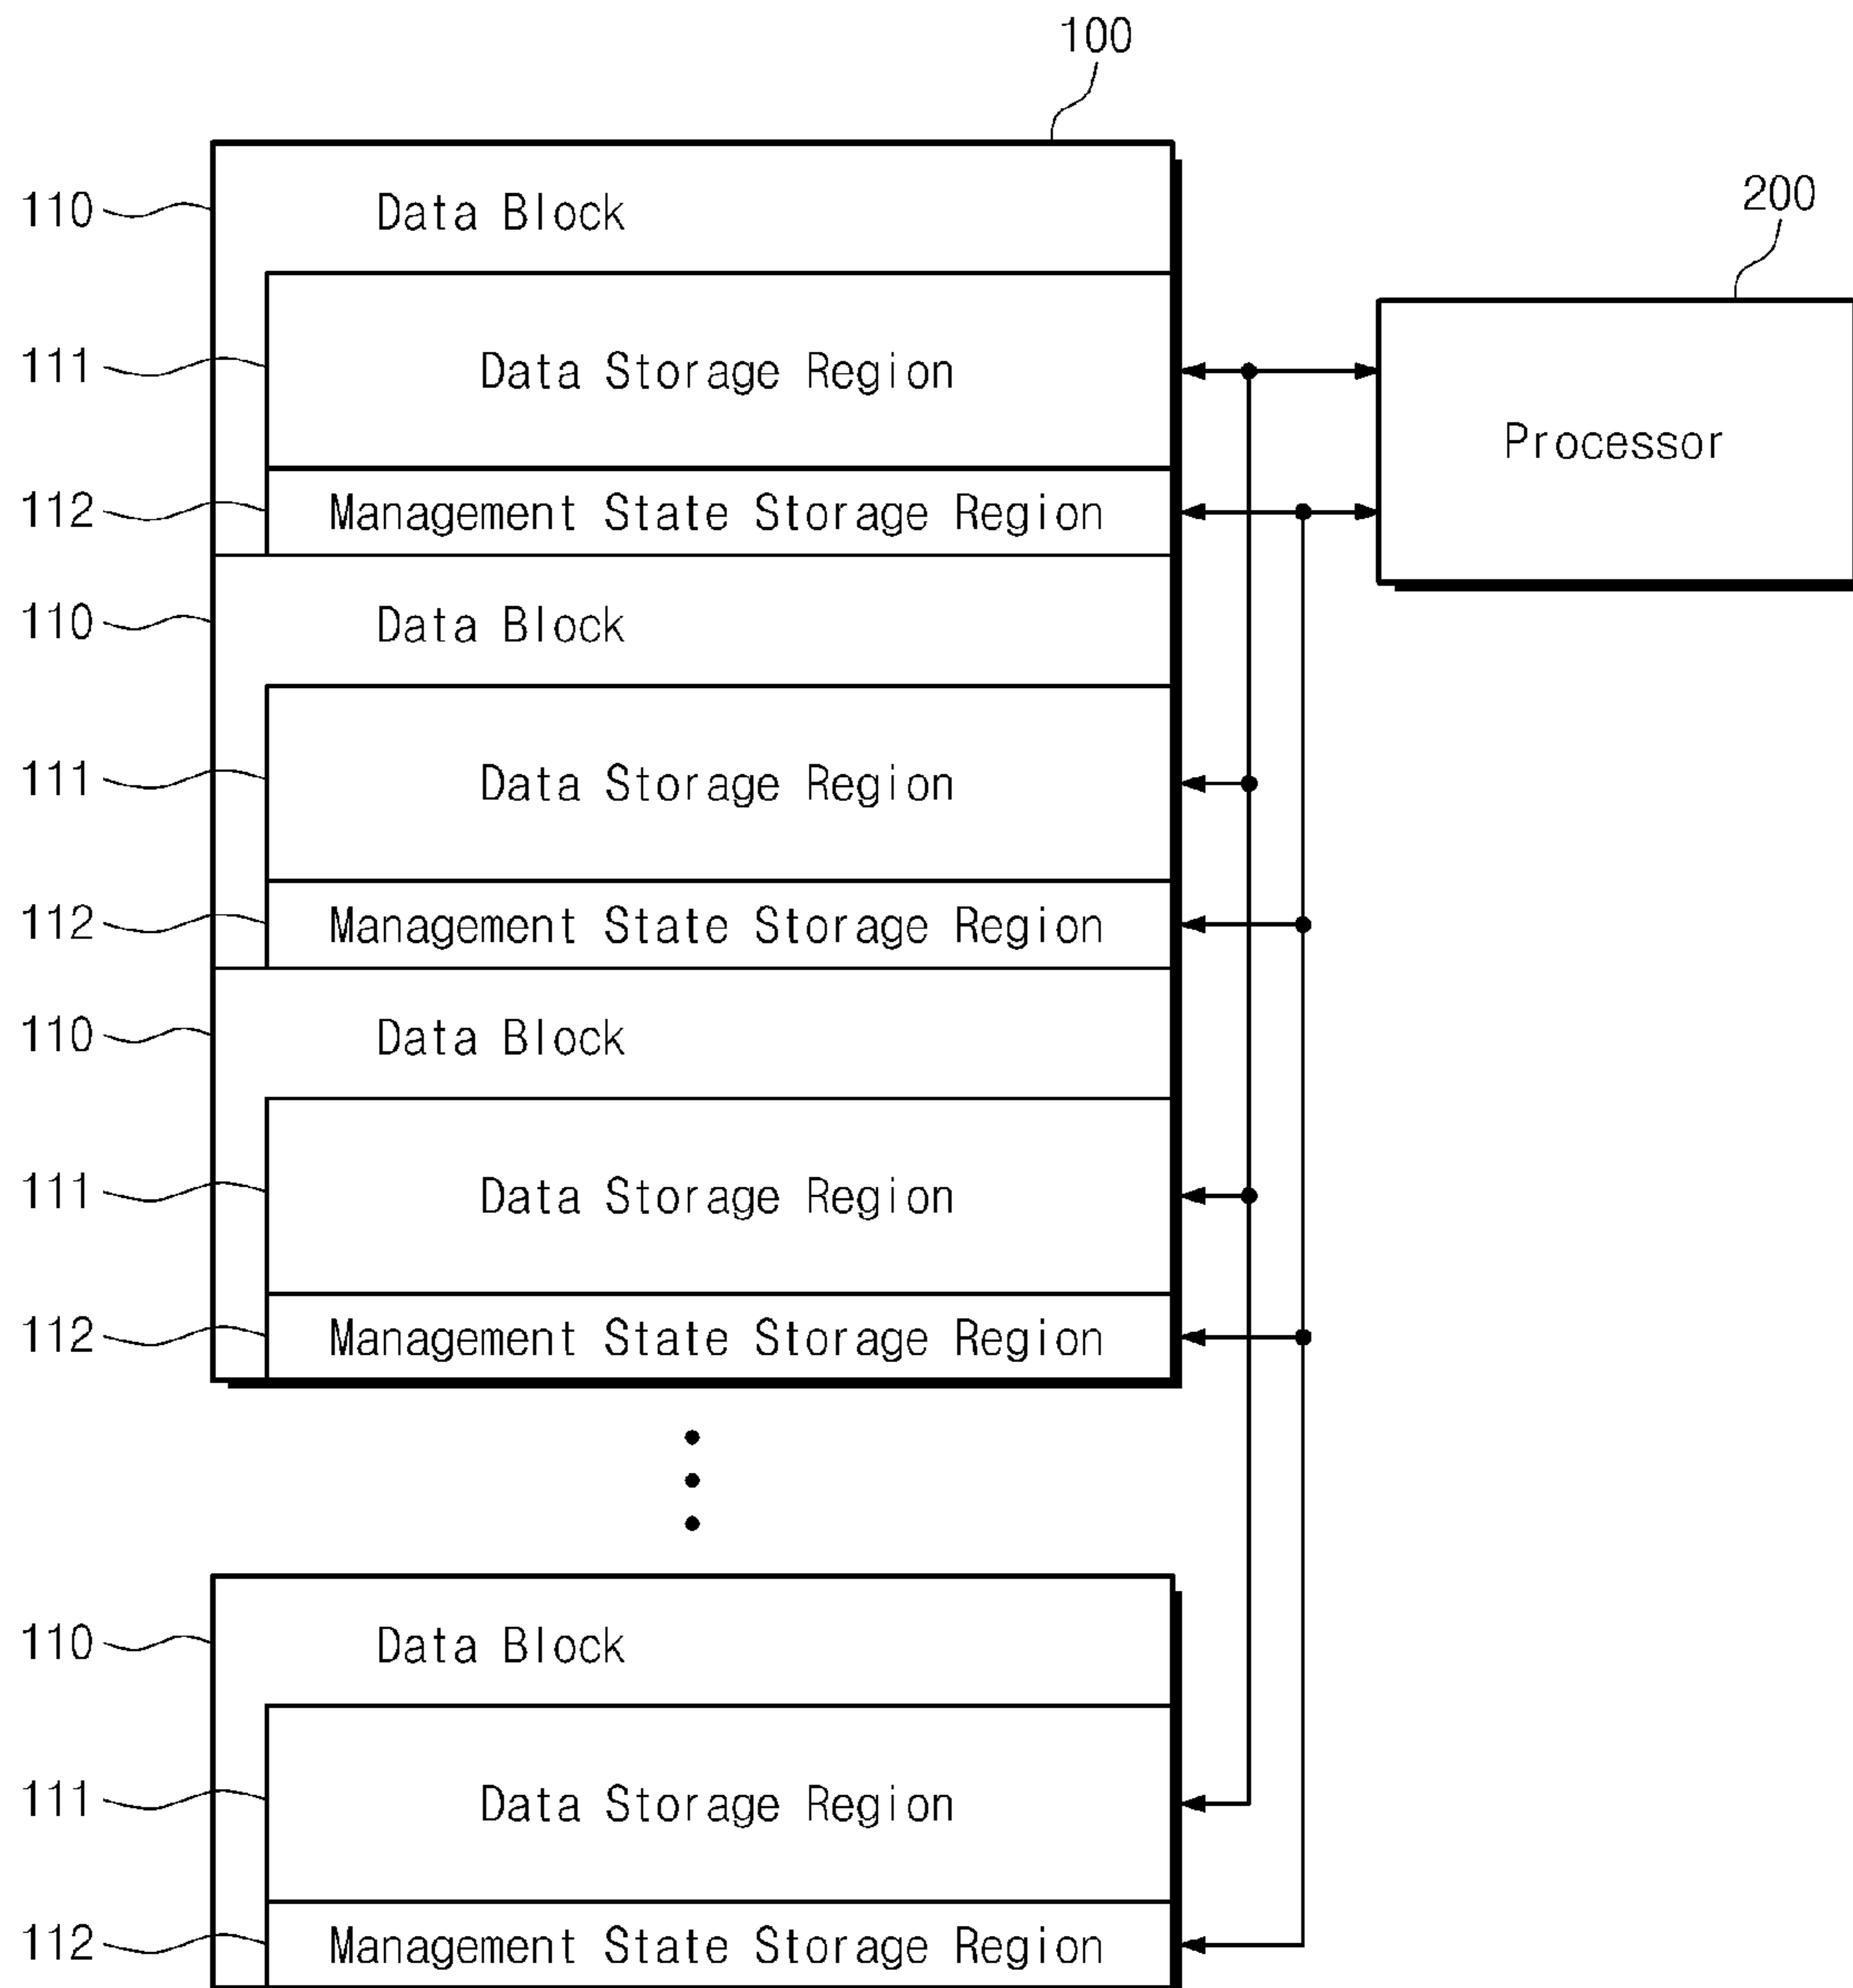 100
110 Data Block
200
111 Data Storage Region
Processor
112 Management State Storage Region
110 Data Block
111 Data Storage Region
112 Management State Storage Region
110 Data Block
111 Data Storage Region
112 Management State Storage Region
110 Data Block
111 Data Storage Region
112 Management State Storage Region